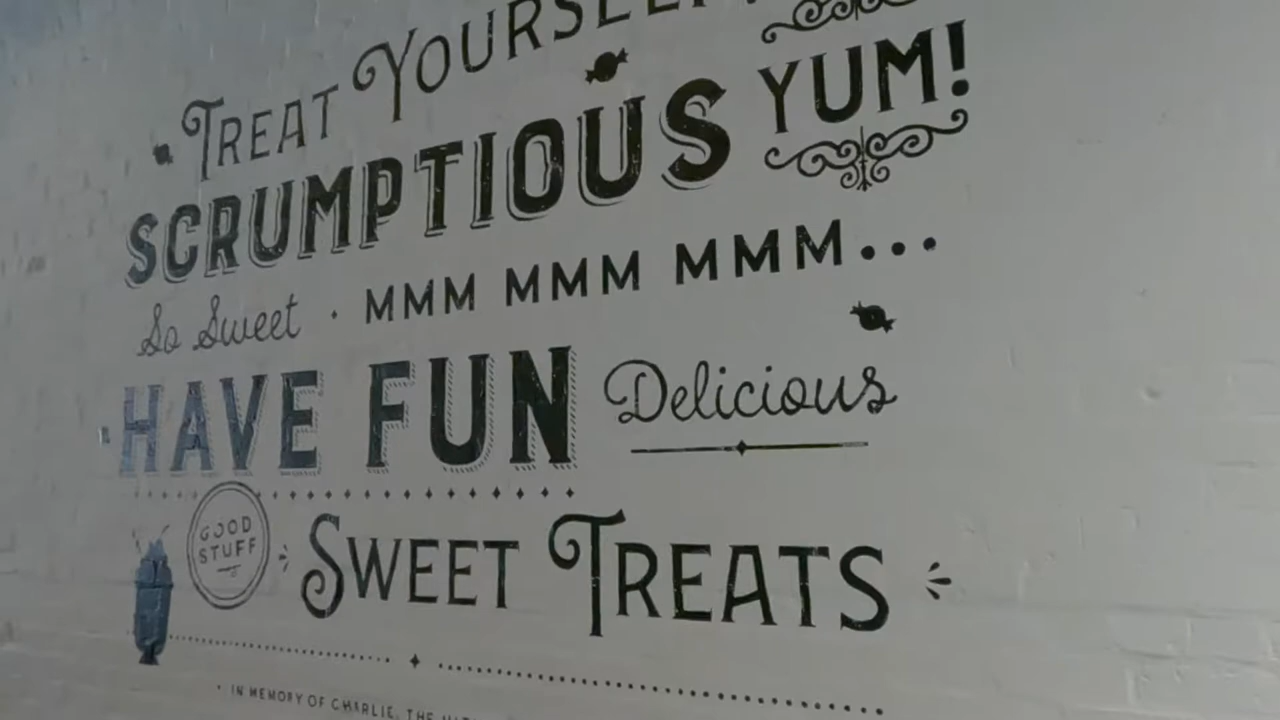 TREAT YOURSELF
SCRUMPTIOUS YUM!
So Sweet · MMM MMM MMM...
HAVE FUN Delicious
GOOD
STUFF
SWEET TREATS
· IN MEMORY OF CHARLIE, THE